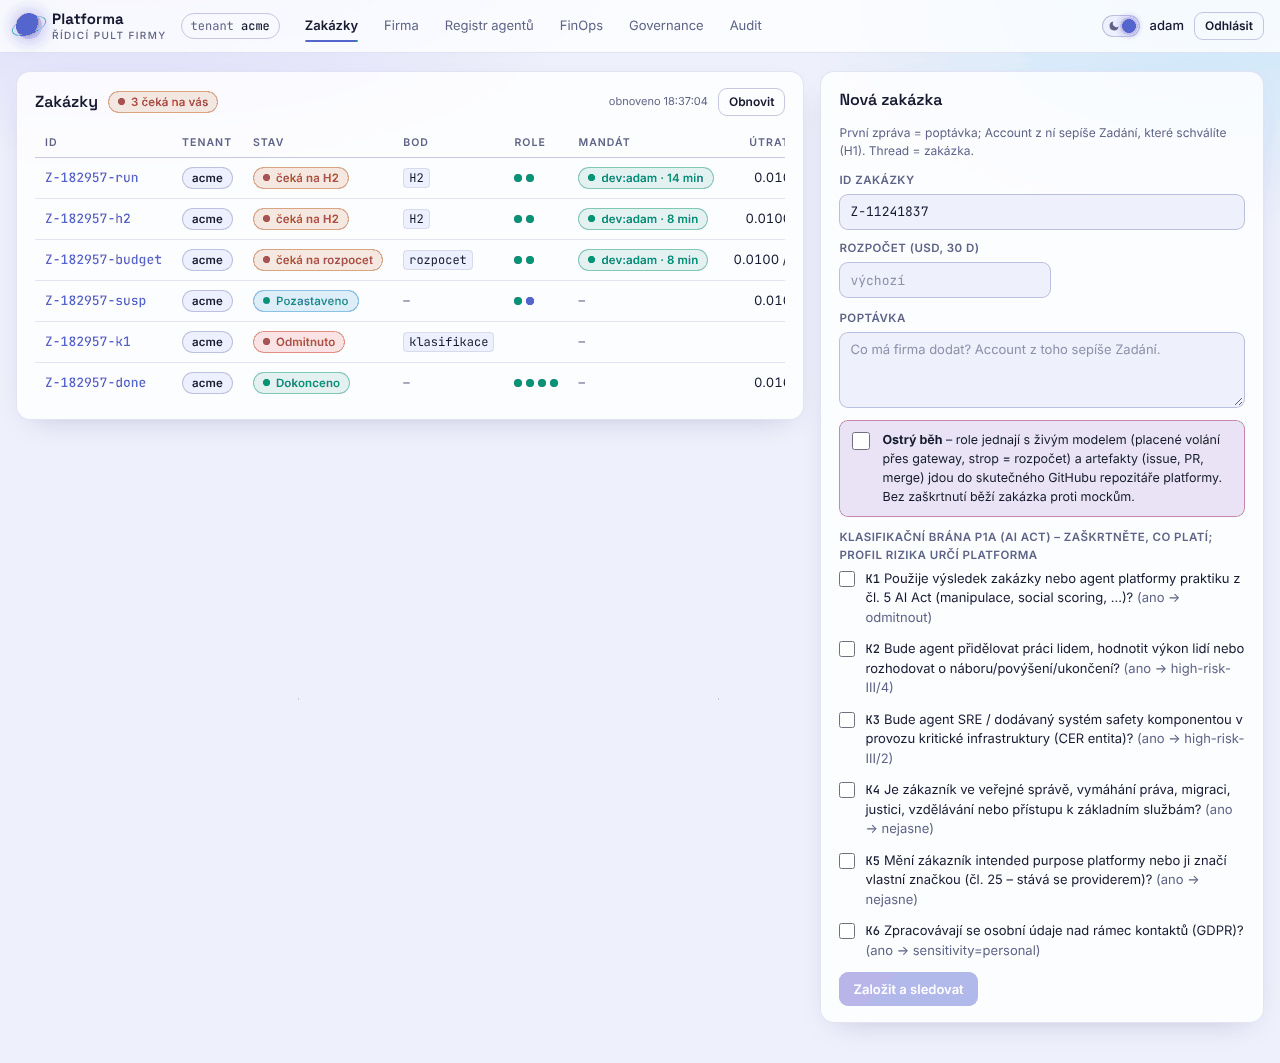 Platforma
ŘÍDICÍ PULT FIRMY
tenant acme
Zakázky
Firma
Registr agentů
FinOps
Governance
Audit
adam
Odhlásit
Zakázky
3 čeká na vás
obnoveno 18:37:04
Obnovit
ID TENANT STAV BOD ROLE MANDÁT ÚTRAT
Z-182957-run acme čeká na H2 H2 dev:adam · 14 min 0.010
Z-182957-h2 acme čeká na H2 H2 dev:adam · 8 min 0.0100
Z-182957-budget acme čeká na rozpocet rozpocet dev:adam · 8 min 0.0100 /
Z-182957-susp acme Pozastaveno – – 0.010
Z-182957-k1 acme Odmitnuto klasifikace –
Z-182957-done acme Dokonceno – – 0.010
Nová zakázka
První zpráva = poptávka; Account z ní sepíše Zadání, které schválíte
(H1). Thread = zakázka.
ID ZAKÁZKY
Z-11241837
ROZPOČET (USD, 30 D)
výchozí
POPTÁVKA
Co má firma dodat? Account z toho sepíše Zadání.
Ostrý běh – role jednají s živým modelem (placené volání
přes gateway, strop = rozpočet) a artefakty (issue, PR,
merge) jdou do skutečného GitHubu repozitáře platformy.
Bez zaškrtnutí běží zakázka proti mockům.
KLASIFIKAČNÍ BRÁNA P1A (AI ACT) – ZAŠKRTNĚTE, CO PLATÍ;
PROFIL RIZIKA URČÍ PLATFORMA
K1 Použije výsledek zakázky nebo agent platformy praktiku z
čl. 5 AI Act (manipulace, social scoring, …)? (ano →
odmitnout)
K2 Bude agent přidělovat práci lidem, hodnotit výkon lidí nebo
rozhodovat o náboru/povýšení/ukončení? (ano → high-risk-
III/4)
K3 Bude agent SRE / dodávaný systém safety komponentou v
provozu kritické infrastruktury (CER entita)? (ano → high-risk-
III/2)
K4 Je zákazník ve veřejné správě, vymáhání práva, migraci,
justici, vzdělávání nebo přístupu k základním službám? (ano
→ nejasne)
K5 Mění zákazník intended purpose platformy nebo ji značí
vlastní značkou (čl. 25 – stává se providerem)? (ano →
nejasne)
K6 Zpracovávají se osobní údaje nad rámec kontaktů (GDPR)?
(ano → sensitivity=personal)
Založit a sledovat